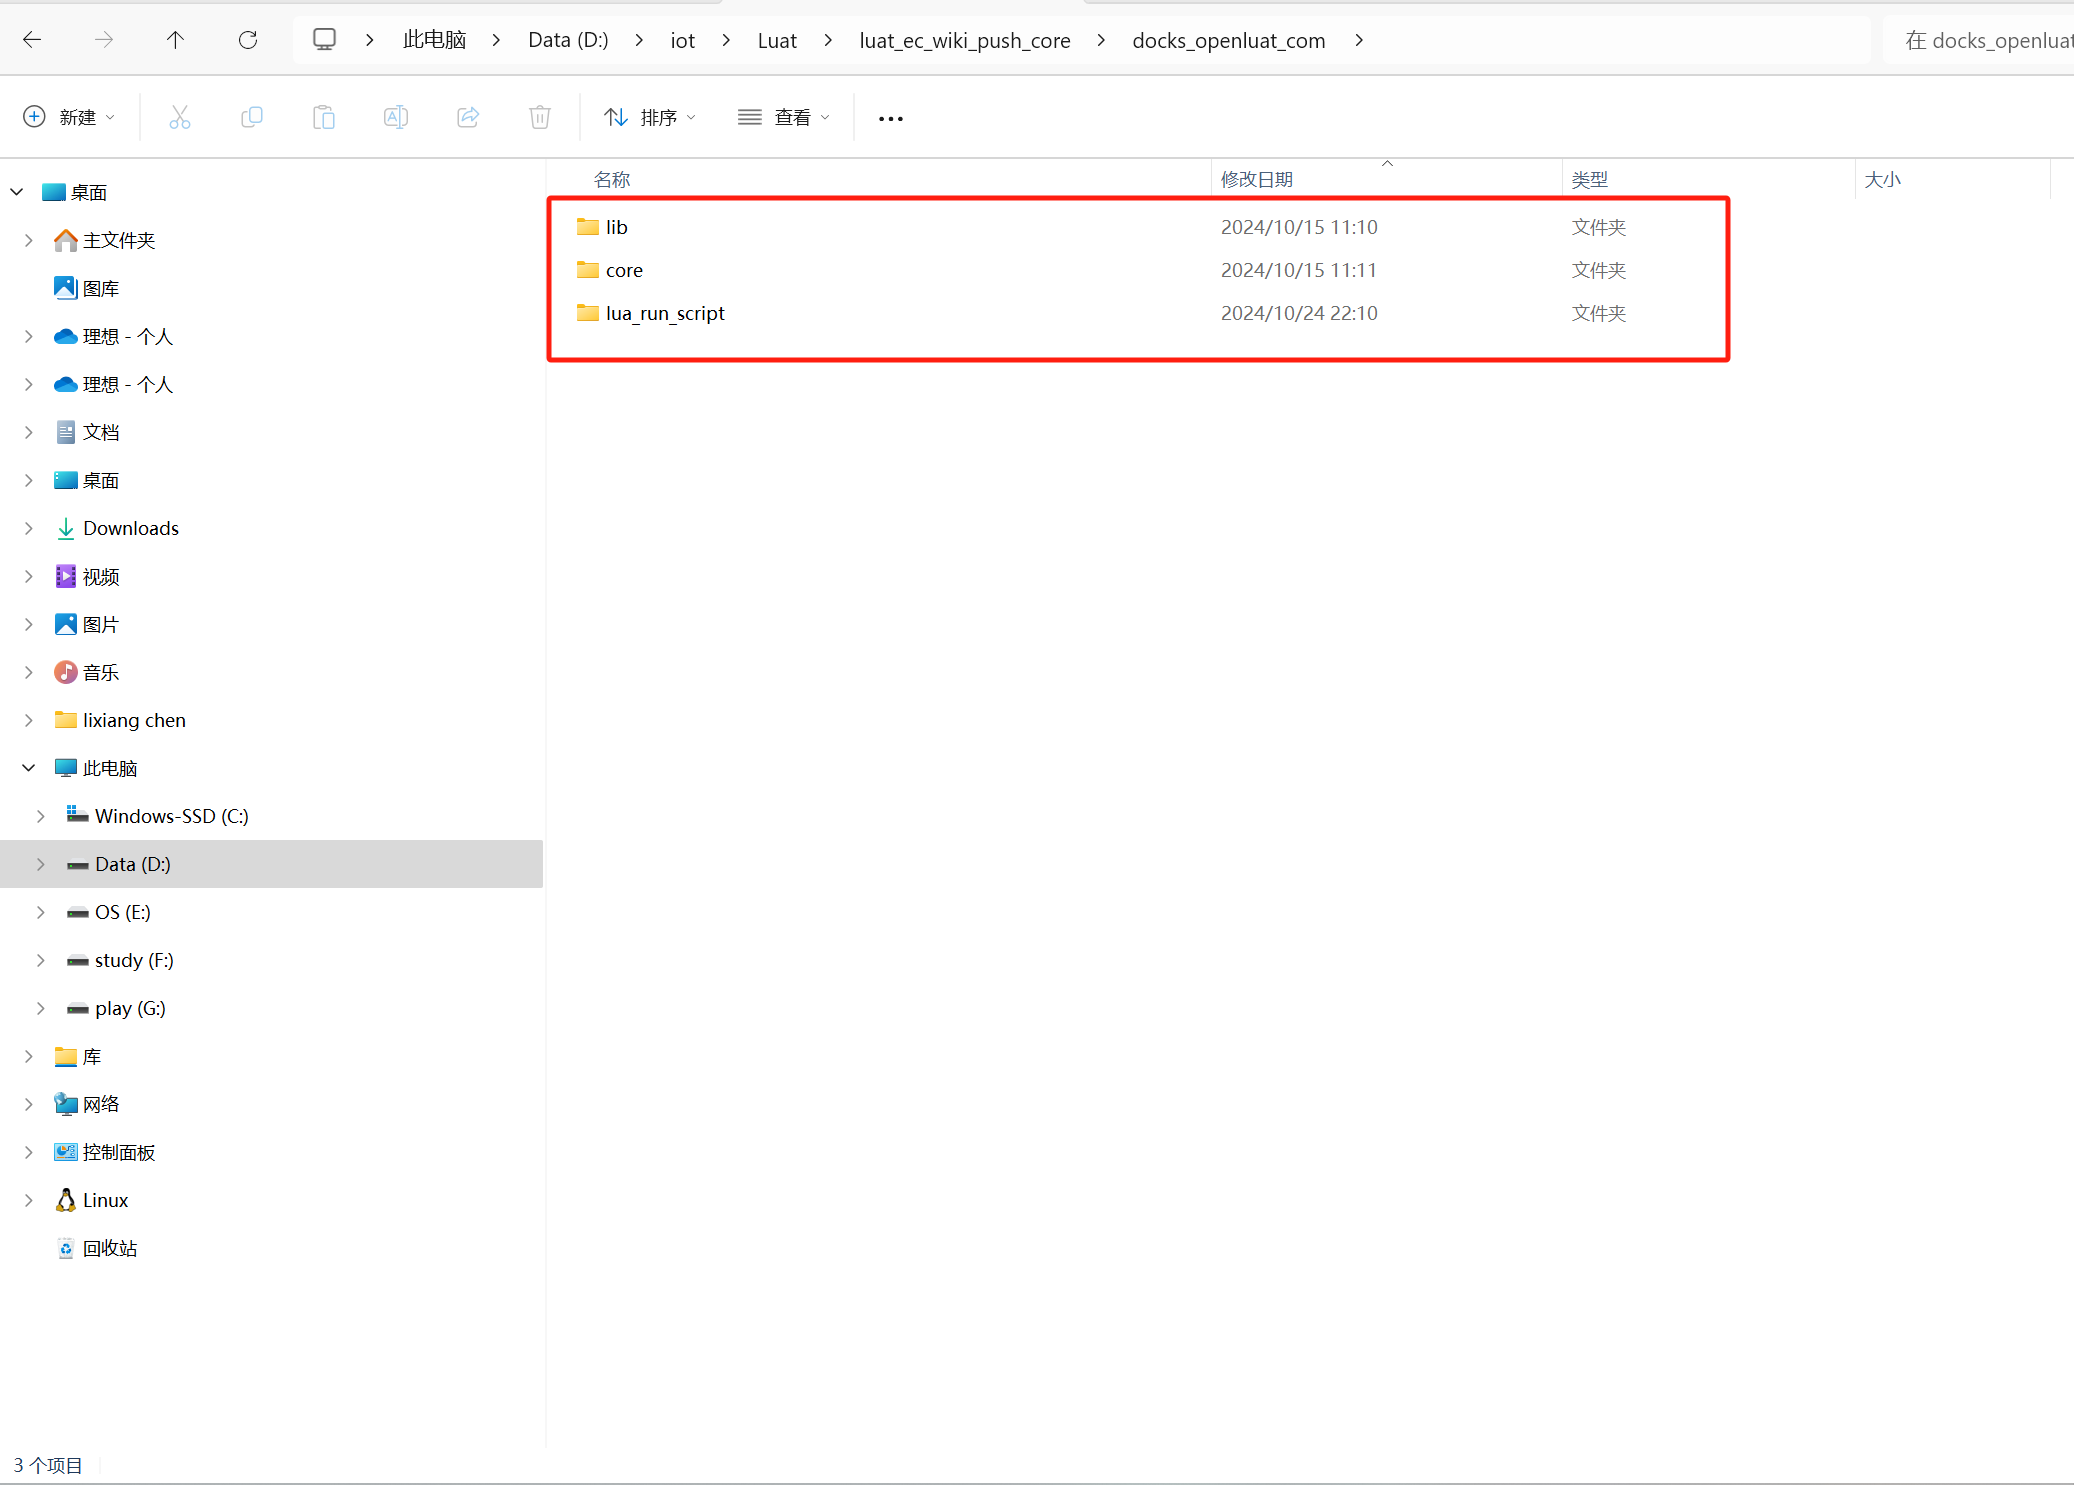 此电脑 Data (D:) iot Luat luat_ec_wiki_push_core docks_openluat_com 在 docks_openluat
新建 排序 查看
名称 修改日期 类型 大小
lib 2024/10/15 11:10 文件夹
core 2024/10/15 11:11 文件夹
lua_run_script 2024/10/24 22:10 文件夹
桌面
主文件夹
图库
理想 - 个人
理想 - 个人
文档
桌面
Downloads
视频
图片
音乐
lixiang chen
此电脑
Windows-SSD (C:)
Data (D:)
OS (E:)
study (F:)
play (G:)
库
网络
控制面板
Linux
回收站
3 个项目